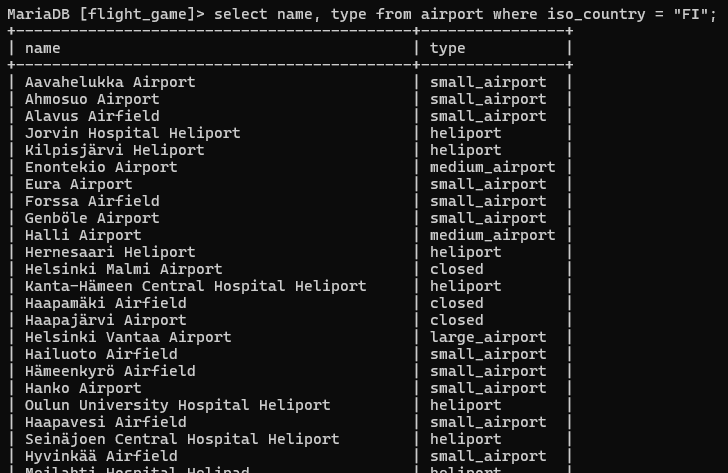 MariaDB [flight_game]> select name, type from airport where iso_country = "FI";
+-------------------------------------------+----------------+
| name                                      | type           |
+-------------------------------------------+----------------+
| Aavahelukka Airport                       | small_airport  |
| Ahmosuo Airport                           | small_airport  |
| Alavus Airfield                           | small_airport  |
| Jorvin Hospital Heliport                  | heliport       |
| Kilpisjärvi Heliport                      | heliport       |
| Enontekio Airport                         | medium_airport |
| Eura Airport                              | small_airport  |
| Forssa Airfield                           | small_airport  |
| Genböle Airport                           | small_airport  |
| Halli Airport                             | medium_airport |
| Hernesaari Heliport                       | heliport       |
| Helsinki Malmi Airport                    | closed         |
| Kanta-Hämeen Central Hospital Heliport    | heliport       |
| Haapamäki Airfield                        | closed         |
| Haapajärvi Airport                        | closed         |
| Helsinki Vantaa Airport                   | large_airport  |
| Hailuoto Airfield                         | small_airport  |
| Hämeenkyrö Airfield                       | small_airport  |
| Hanko Airport                             | small_airport  |
| Oulun University Hospital Heliport        | heliport       |
| Haapavesi Airfield                        | small_airport  |
| Seinäjoen Central Hospital Heliport       | heliport       |
| Hyvinkää Airfield                         | small_airport  |
| Meilahti Hospital Helipad                 | heliport       |